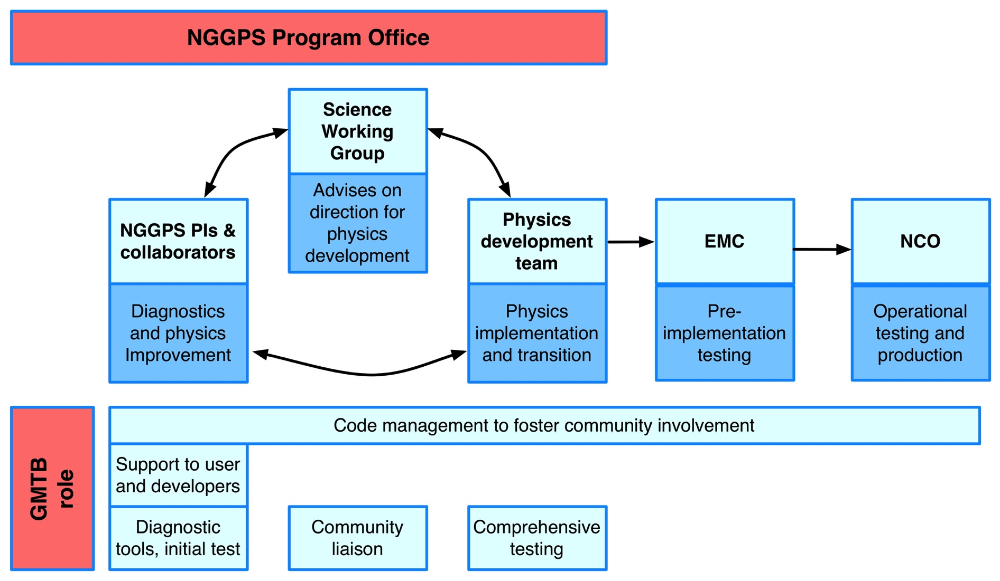 NGGPS Program Office
Science
Working
Group
Advises on
direction for
physics
development
NGGPS PIs &
collaborators
Diagnostics
and physics
Improvement
Physics
development
team
Physics
implementation
and transition
EMC
Pre-
implementation
testing
NCO
Operational
testing and
production
GMTB
role
Code management to foster community involvement
Support to user
and developers
Diagnostic
tools, initial test
Community
liaison
Comprehensive
testing